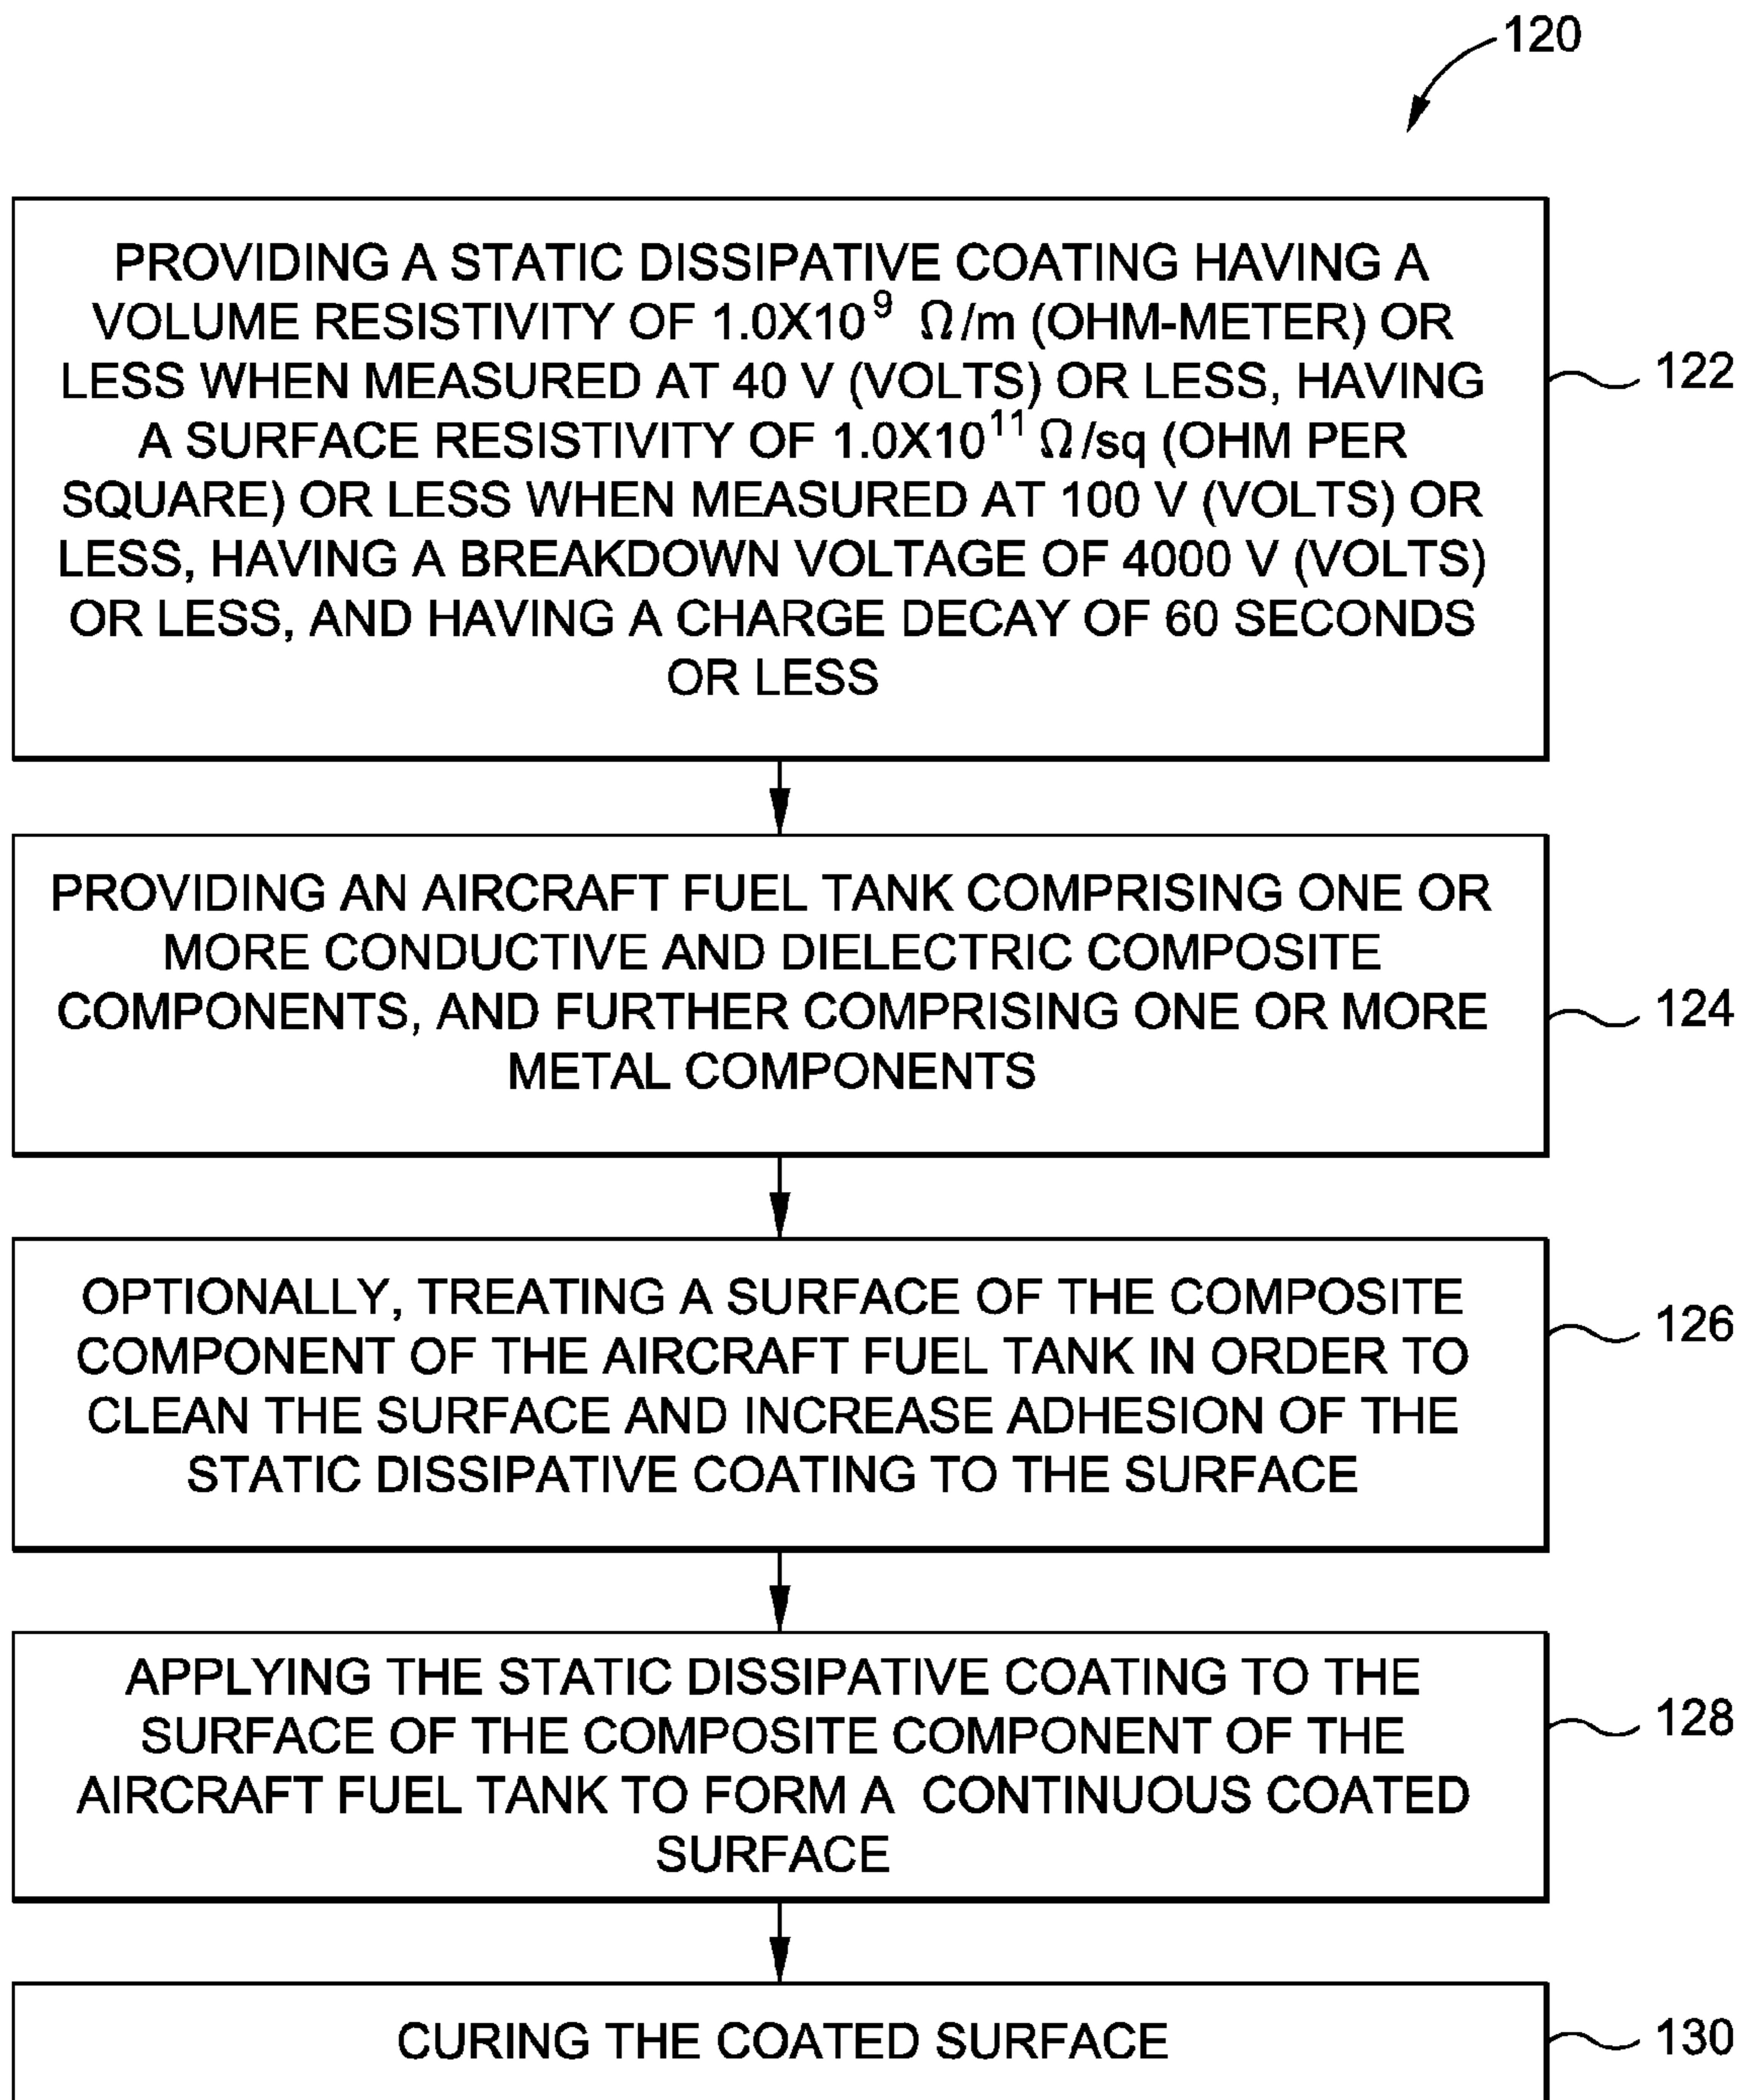 120
PROVIDING A STATIC DISSIPATIVE COATING HAVING A
VOLUME RESISTIVITY OF 1.0X10⁹ Ω/m (OHM-METER) OR
LESS WHEN MEASURED AT 40 V (VOLTS) OR LESS, HAVING
A SURFACE RESISTIVITY OF 1.0X10¹¹ Ω/sq (OHM PER
SQUARE) OR LESS WHEN MEASURED AT 100 V (VOLTS) OR
LESS, HAVING A BREAKDOWN VOLTAGE OF 4000 V (VOLTS)
OR LESS, AND HAVING A CHARGE DECAY OF 60 SECONDS
OR LESS
122
PROVIDING AN AIRCRAFT FUEL TANK COMPRISING ONE OR
MORE CONDUCTIVE AND DIELECTRIC COMPOSITE
COMPONENTS, AND FURTHER COMPRISING ONE OR MORE
METAL COMPONENTS
124
OPTIONALLY, TREATING A SURFACE OF THE COMPOSITE
COMPONENT OF THE AIRCRAFT FUEL TANK IN ORDER TO
CLEAN THE SURFACE AND INCREASE ADHESION OF THE
STATIC DISSIPATIVE COATING TO THE SURFACE
126
APPLYING THE STATIC DISSIPATIVE COATING TO THE
SURFACE OF THE COMPOSITE COMPONENT OF THE
AIRCRAFT FUEL TANK TO FORM A CONTINUOUS COATED
SURFACE
128
CURING THE COATED SURFACE
130